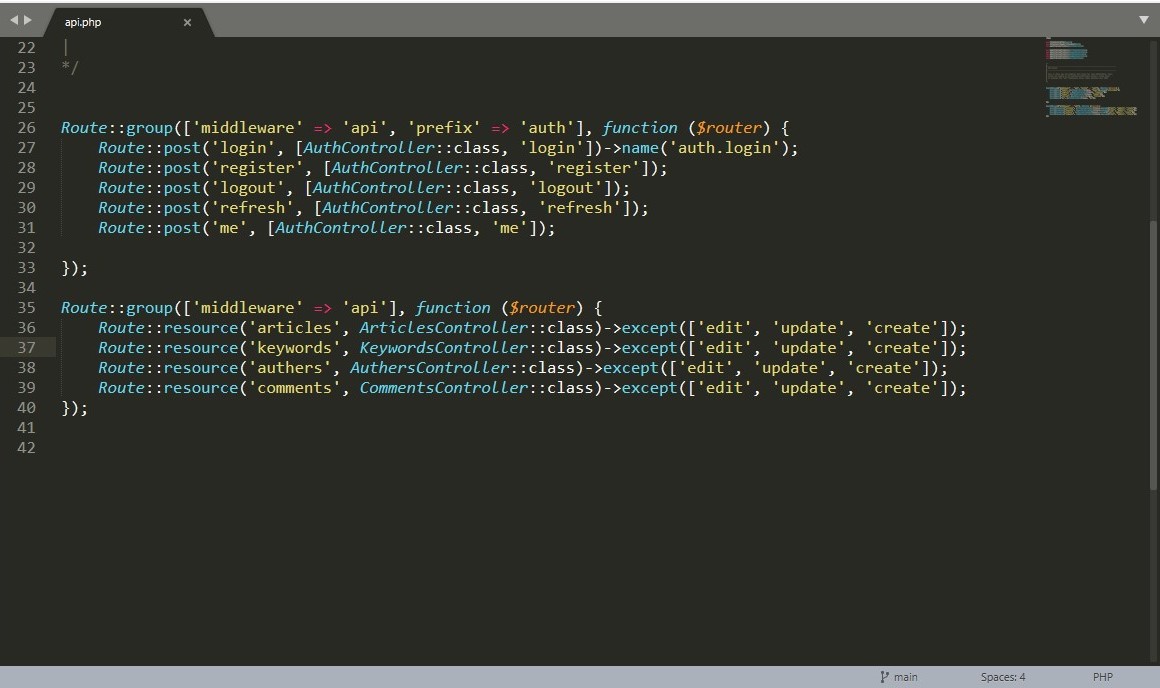 api.php ×
22 |
23 */
24
25
26 Route::group(['middleware' => 'api', 'prefix' => 'auth'], function ($router) {
27     Route::post('login', [AuthController::class, 'login'])->name('auth.login');
28     Route::post('register', [AuthController::class, 'register']);
29     Route::post('logout', [AuthController::class, 'logout']);
30     Route::post('refresh', [AuthController::class, 'refresh']);
31     Route::post('me', [AuthController::class, 'me']);
32
33 });
34
35 Route::group(['middleware' => 'api'], function ($router) {
36     Route::resource('articles', ArticlesController::class)->except(['edit', 'update', 'create']);
37     Route::resource('keywords', KeywordsController::class)->except(['edit', 'update', 'create']);
38     Route::resource('authers', AuthersController::class)->except(['edit', 'update', 'create']);
39     Route::resource('comments', CommentsController::class)->except(['edit', 'update', 'create']);
40 });
41
42
main Spaces: 4 PHP